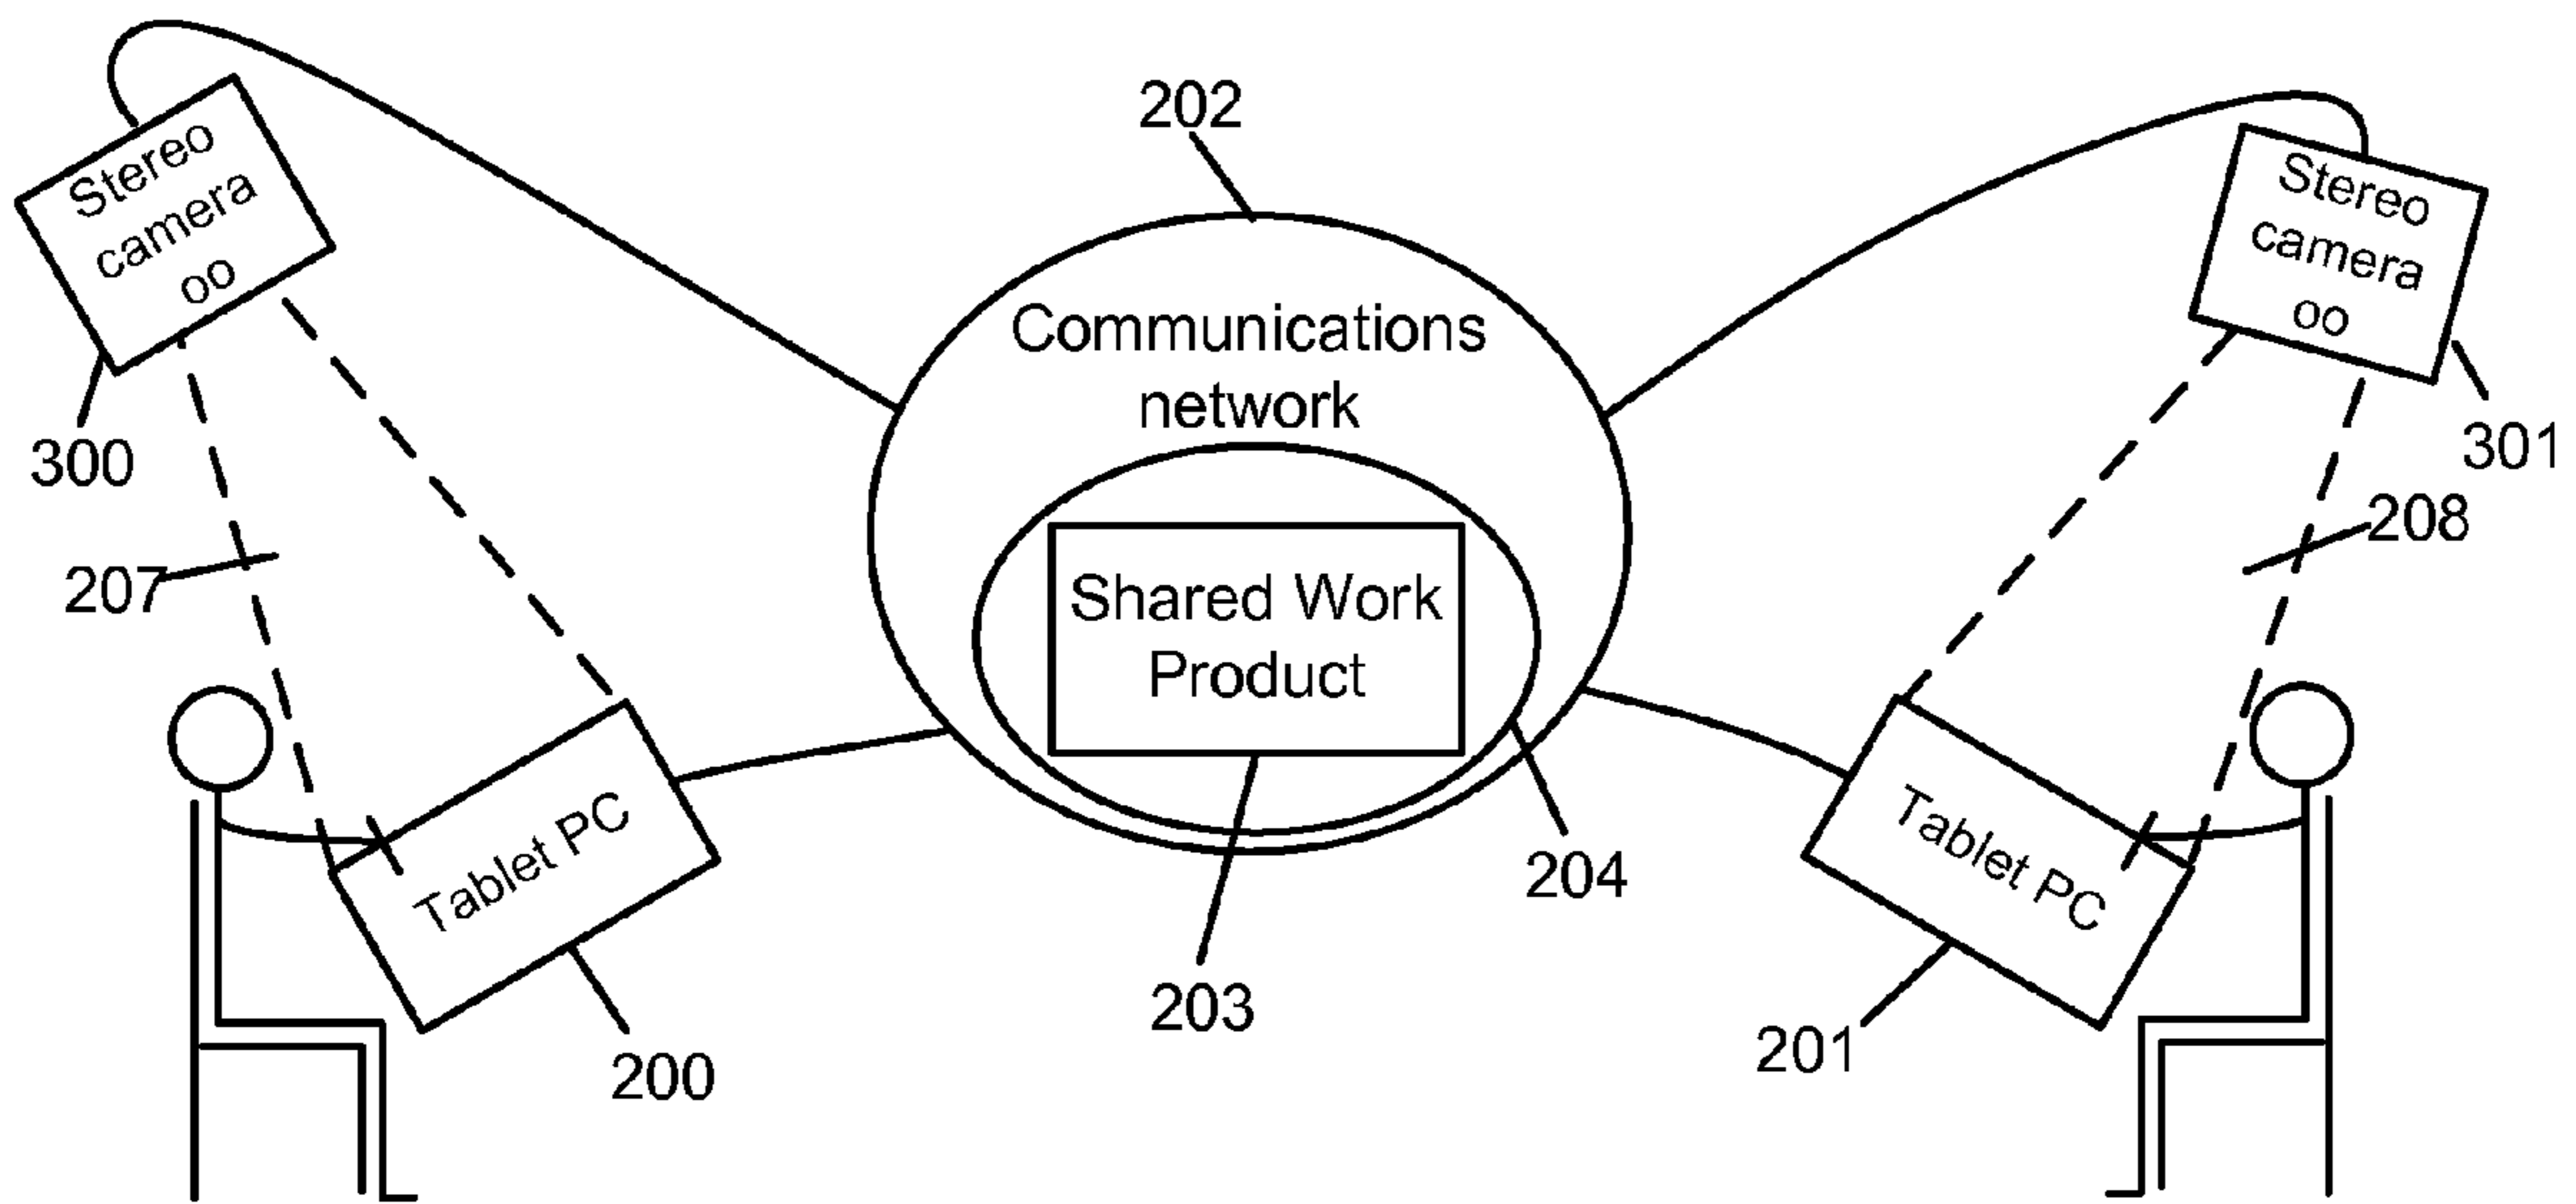 202
Stereo
camera
oo
300
Stereo
camera
oo
301
Communications
network
207
208
Shared Work
Product
Tablet PC
200
203
204
Tablet PC
201